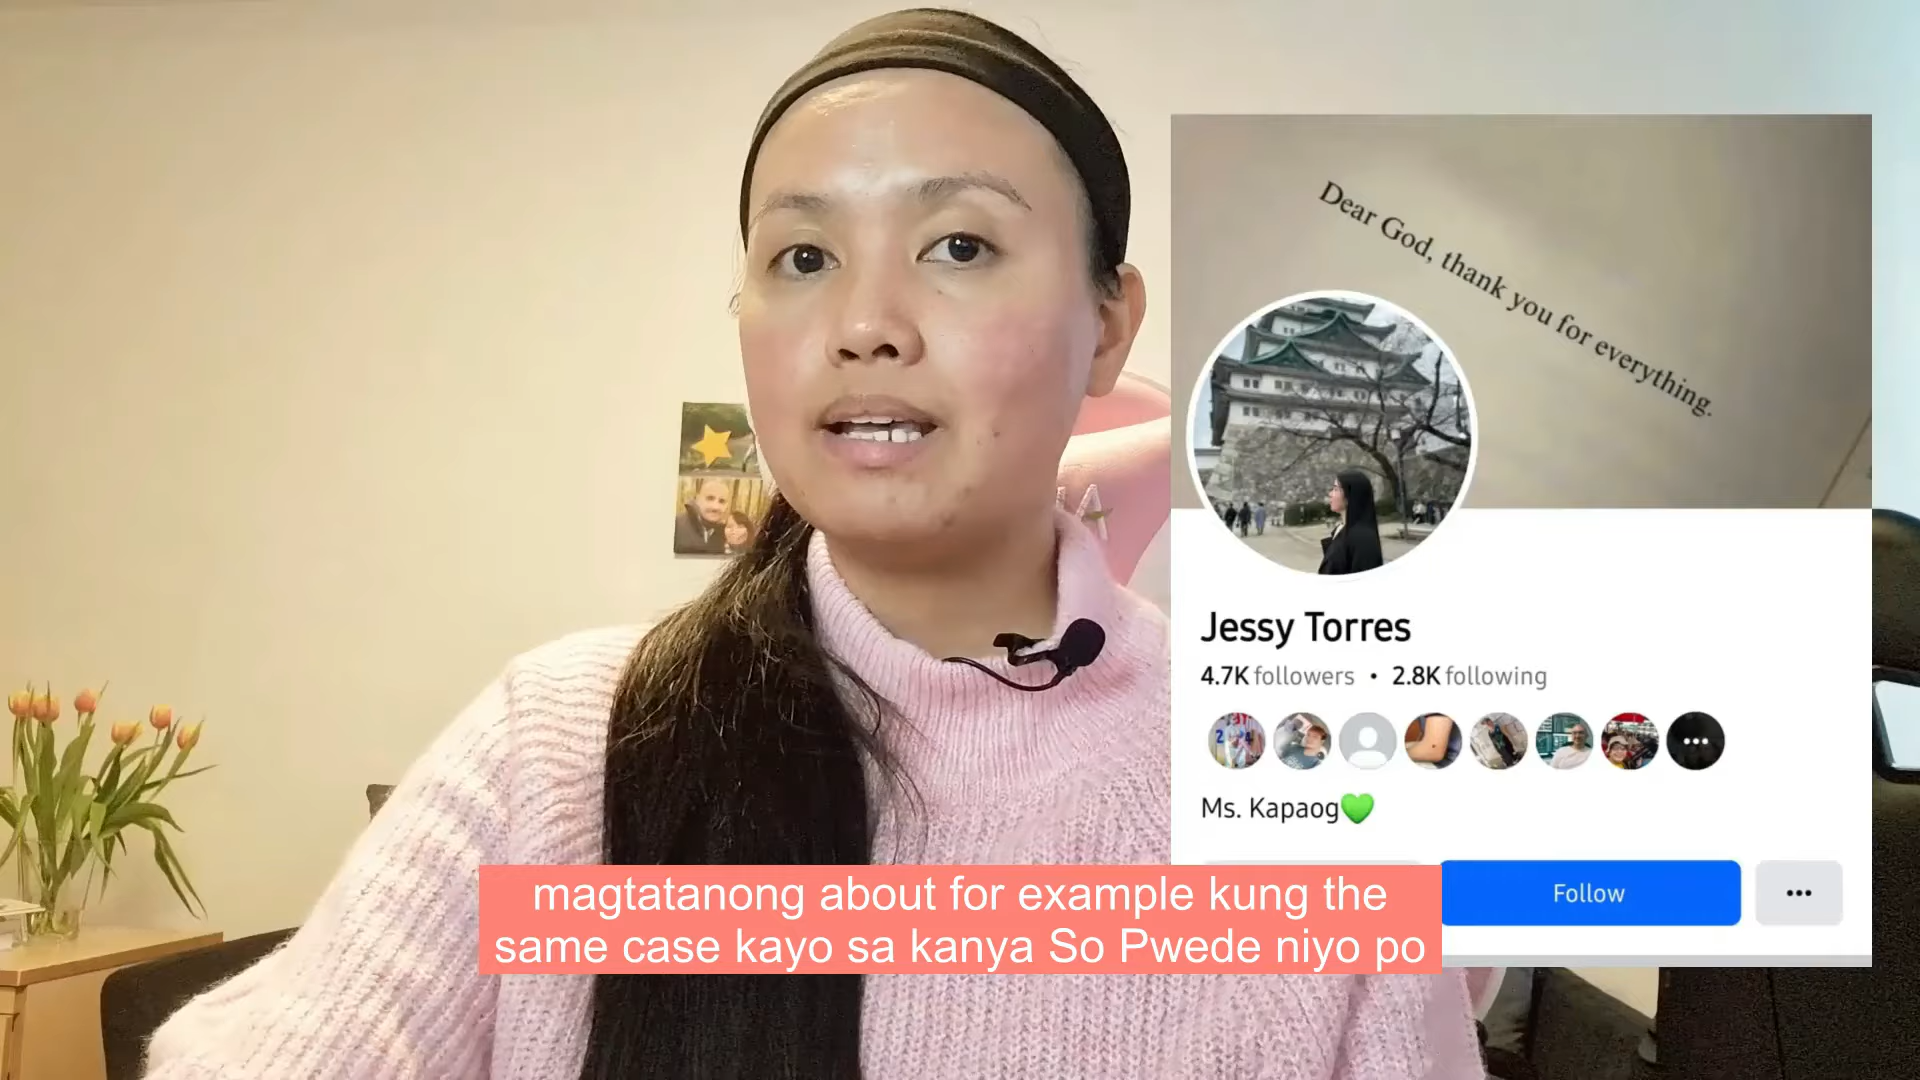 Dear God, thank you for everything.
Jessy Torres
4.7K followers • 2.8K following
Ms. Kapaog💚
Follow
magtatanong about for example kung the
same case kayo sa kanya So Pwede niyo po